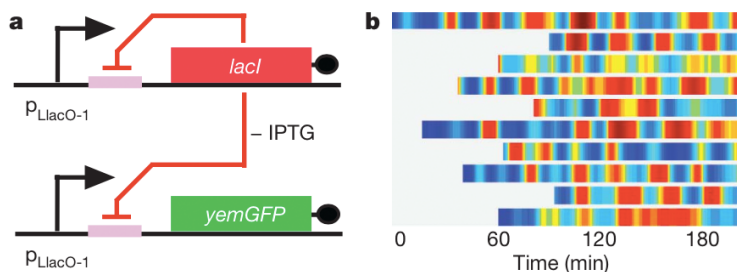 a
lacI
pLlacO-1
– IPTG
yemGFP
pLlacO-1
b
0 60 120 180
Time (min)